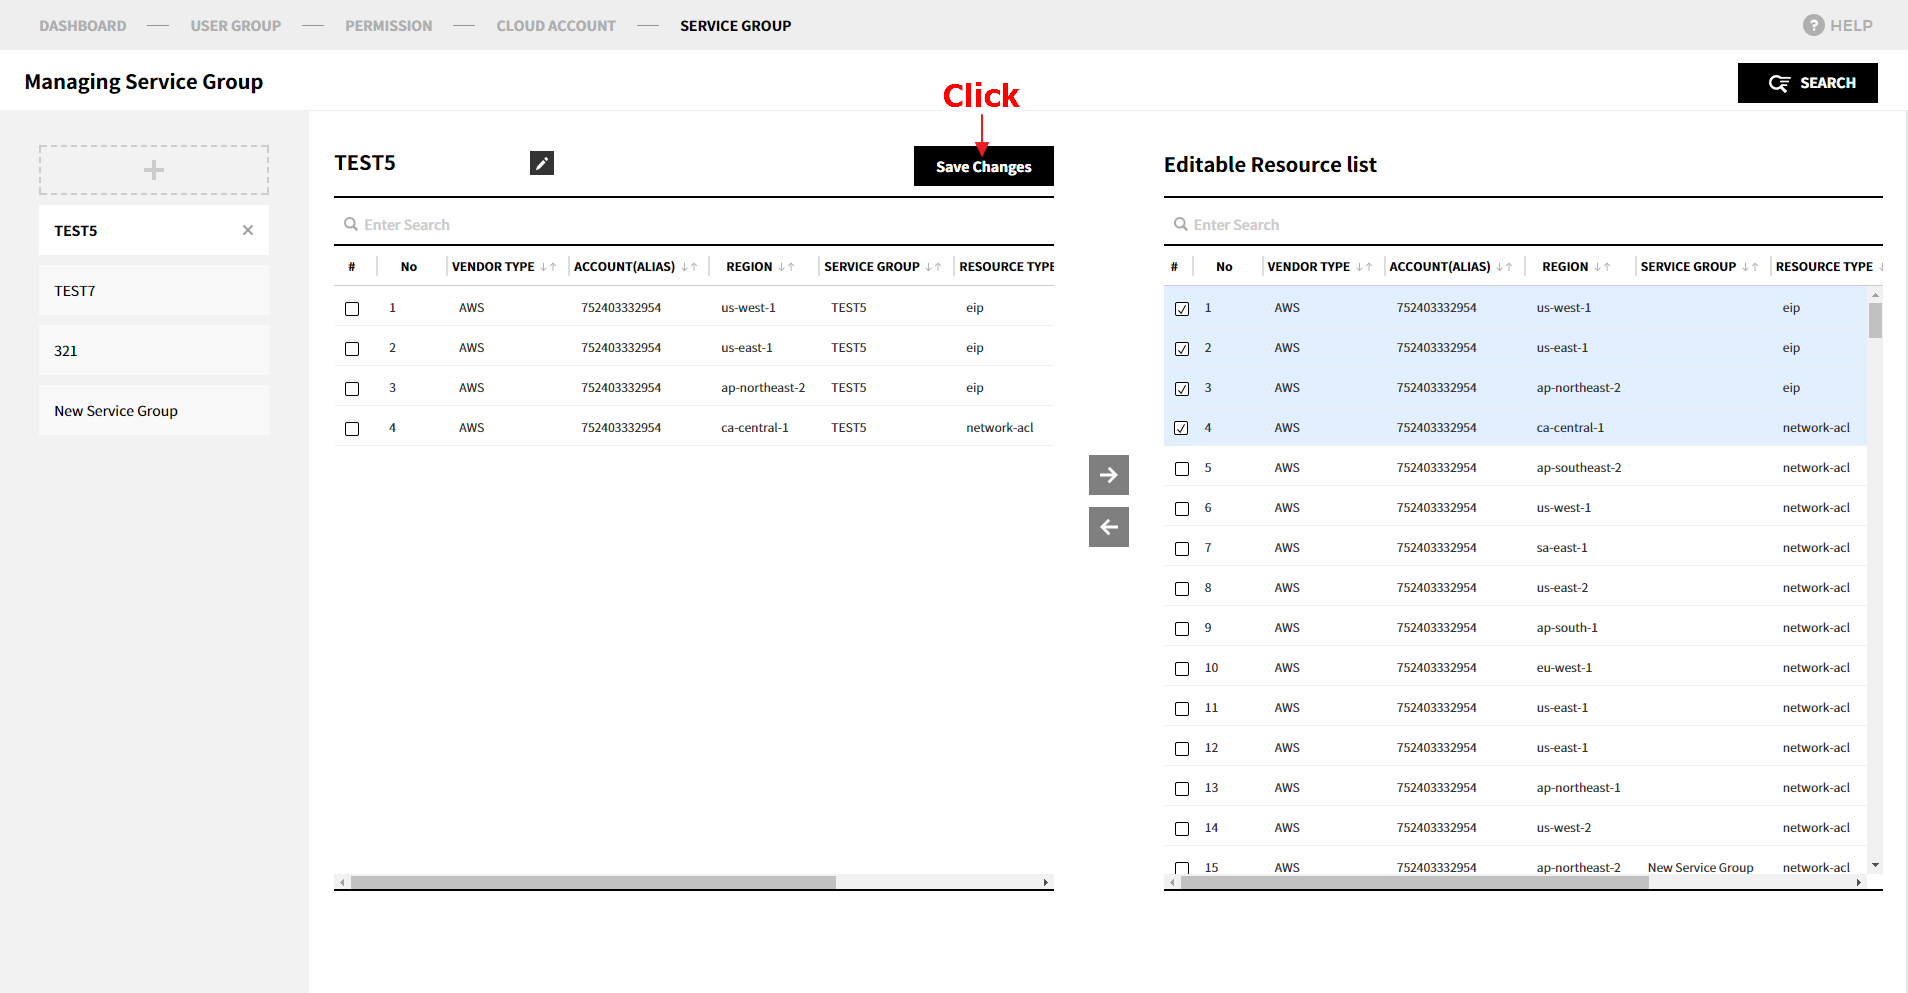 DASHBOARD — USER GROUP — PERMISSION — CLOUD ACCOUNT — SERVICE GROUP
? HELP
Managing Service Group
SEARCH
Click
TEST5
TEST7
321
New Service Group
TEST5
Save Changes
Enter Search
# No VENDOR TYPE ACCOUNT(ALIAS) REGION SERVICE GROUP RESOURCE TYPE
1 AWS 752403332954 us-west-1 TEST5 eip
2 AWS 752403332954 us-east-1 TEST5 eip
3 AWS 752403332954 ap-northeast-2 TEST5 eip
4 AWS 752403332954 ca-central-1 TEST5 network-acl
Editable Resource list
Enter Search
# No VENDOR TYPE ACCOUNT(ALIAS) REGION SERVICE GROUP RESOURCE TYPE
1 AWS 752403332954 us-west-1 eip
2 AWS 752403332954 us-east-1 eip
3 AWS 752403332954 ap-northeast-2 eip
4 AWS 752403332954 ca-central-1 network-acl
5 AWS 752403332954 ap-southeast-2 network-acl
6 AWS 752403332954 us-west-1 network-acl
7 AWS 752403332954 sa-east-1 network-acl
8 AWS 752403332954 us-east-2 network-acl
9 AWS 752403332954 ap-south-1 network-acl
10 AWS 752403332954 eu-west-1 network-acl
11 AWS 752403332954 us-east-1 network-acl
12 AWS 752403332954 us-east-1 network-acl
13 AWS 752403332954 ap-northeast-1 network-acl
14 AWS 752403332954 us-west-2 network-acl
15 AWS 752403332954 ap-northeast-2 New Service Group network-acl